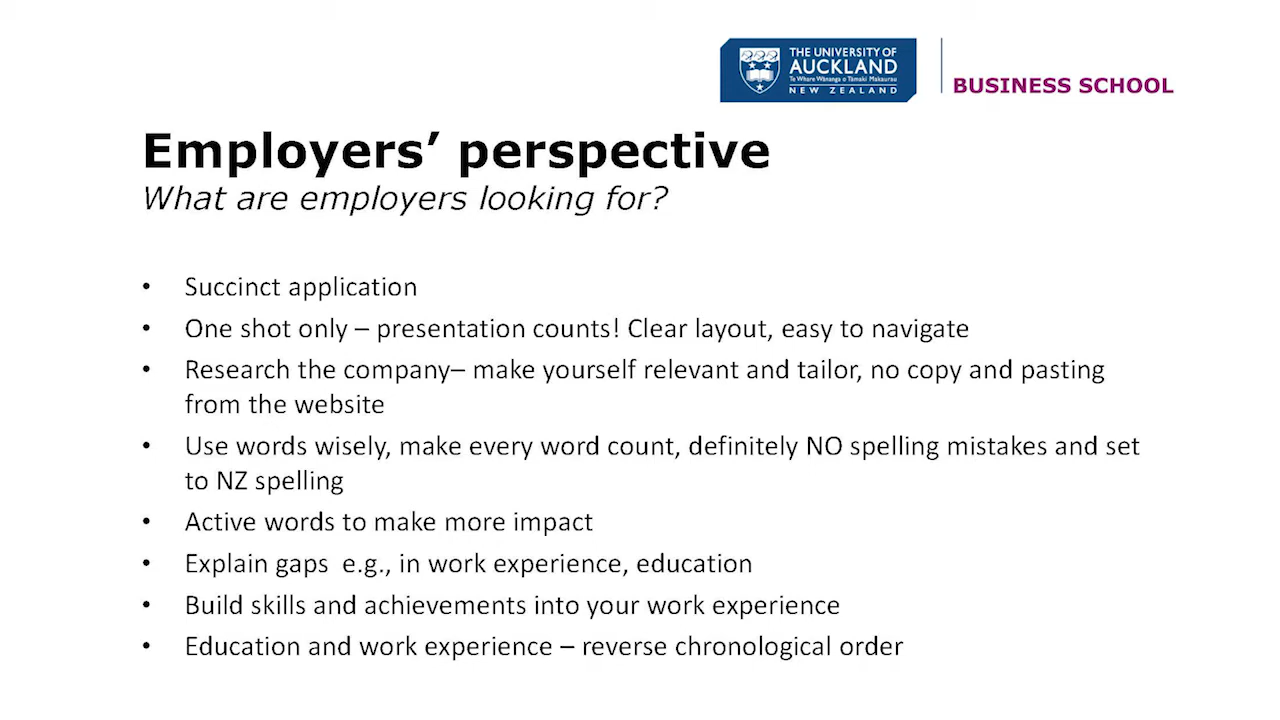 THE UNIVERSITY OF
AUCKLAND
Te Whare Wānanga o Tāmaki Makaurau
NEW ZEALAND
BUSINESS SCHOOL
Employers’ perspective
What are employers looking for?
• Succinct application
• One shot only – presentation counts! Clear layout, easy to navigate
• Research the company– make yourself relevant and tailor, no copy and pasting
from the website
• Use words wisely, make every word count, definitely NO spelling mistakes and set
to NZ spelling
• Active words to make more impact
• Explain gaps  e.g., in work experience, education
• Build skills and achievements into your work experience
• Education and work experience – reverse chronological order